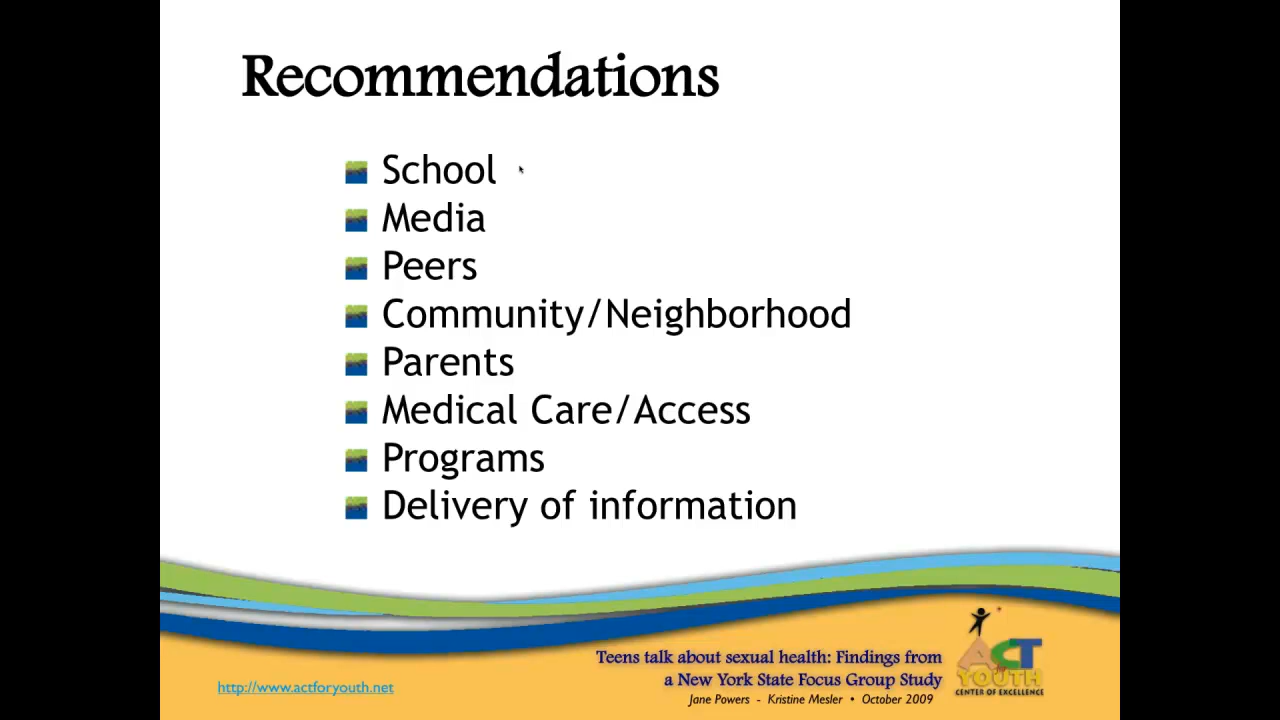 Recommendations
School
Media
Peers
Community/Neighborhood
Parents
Medical Care/Access
Programs
Delivery of information
http://www.actforyouth.net
Teens talk about sexual health: Findings from
a New York State Focus Group Study
Jane Powers - Kristine Mesler • October 2009
ACT
for
YOUTH
CENTER OF EXCELLENCE